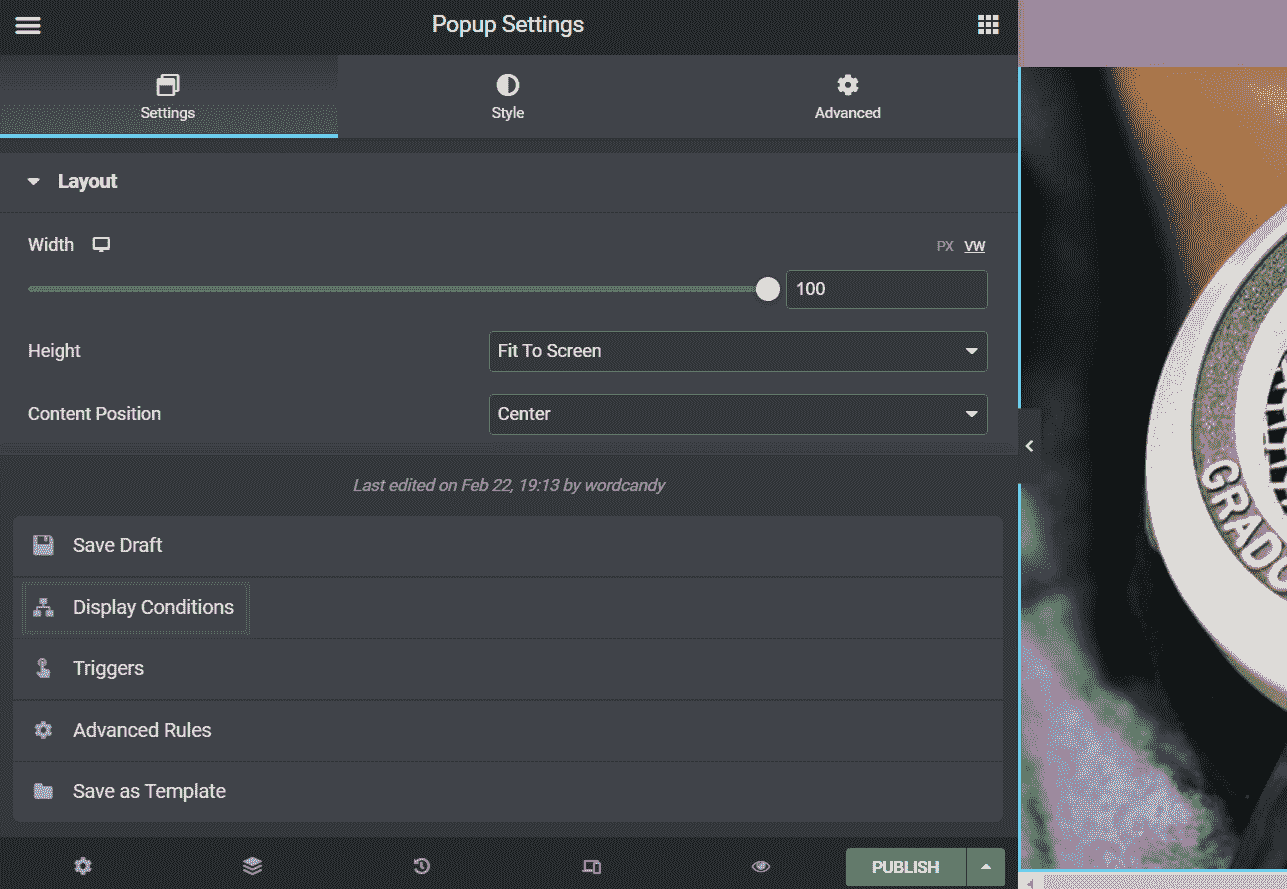 Popup Settings
Settings
Style
Advanced
Layout
Width
PX VW
100
Height
Fit To Screen
Content Position
Center
Last edited on Feb 22, 19:13 by wordcandy
Save Draft
Display Conditions
Triggers
Advanced Rules
Save as Template
PUBLISH